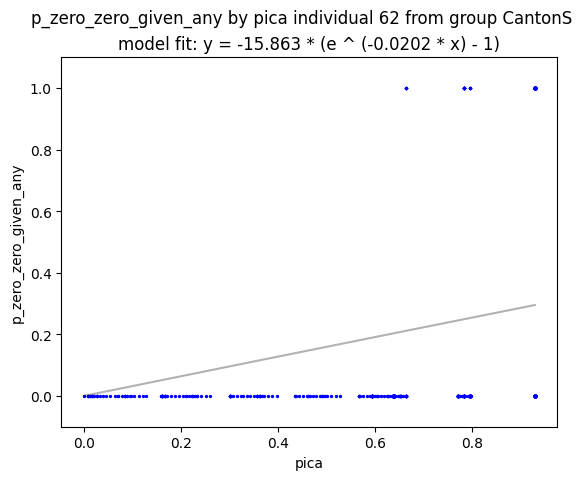 p_zero_zero_given_any by pica individual 62 from group CantonS
model fit: y = -15.863 * (e ^ (-0.0202 * x) - 1)
1.0
0.8
0.6
0.4
0.2
0.0
p_zero_zero_given_any
0.0 0.2 0.4 0.6 0.8
pica